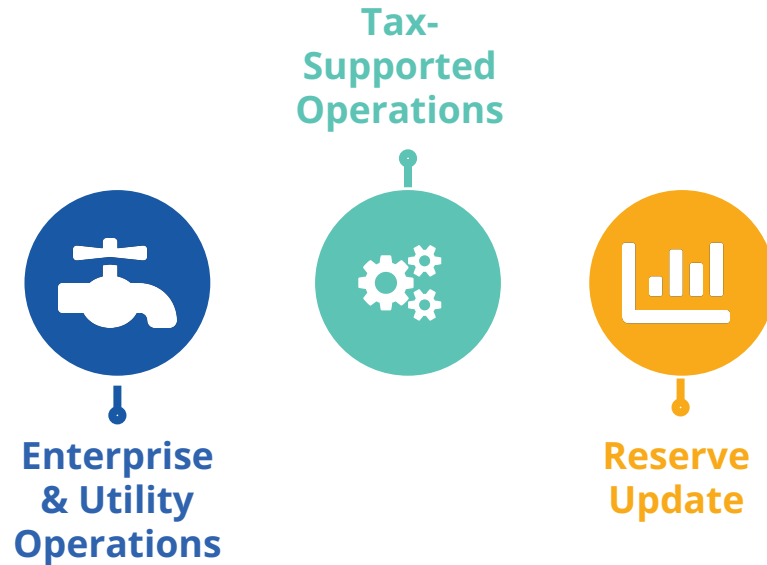 Tax-
Supported
Operations
Enterprise
& Utility
Operations
Reserve
Update